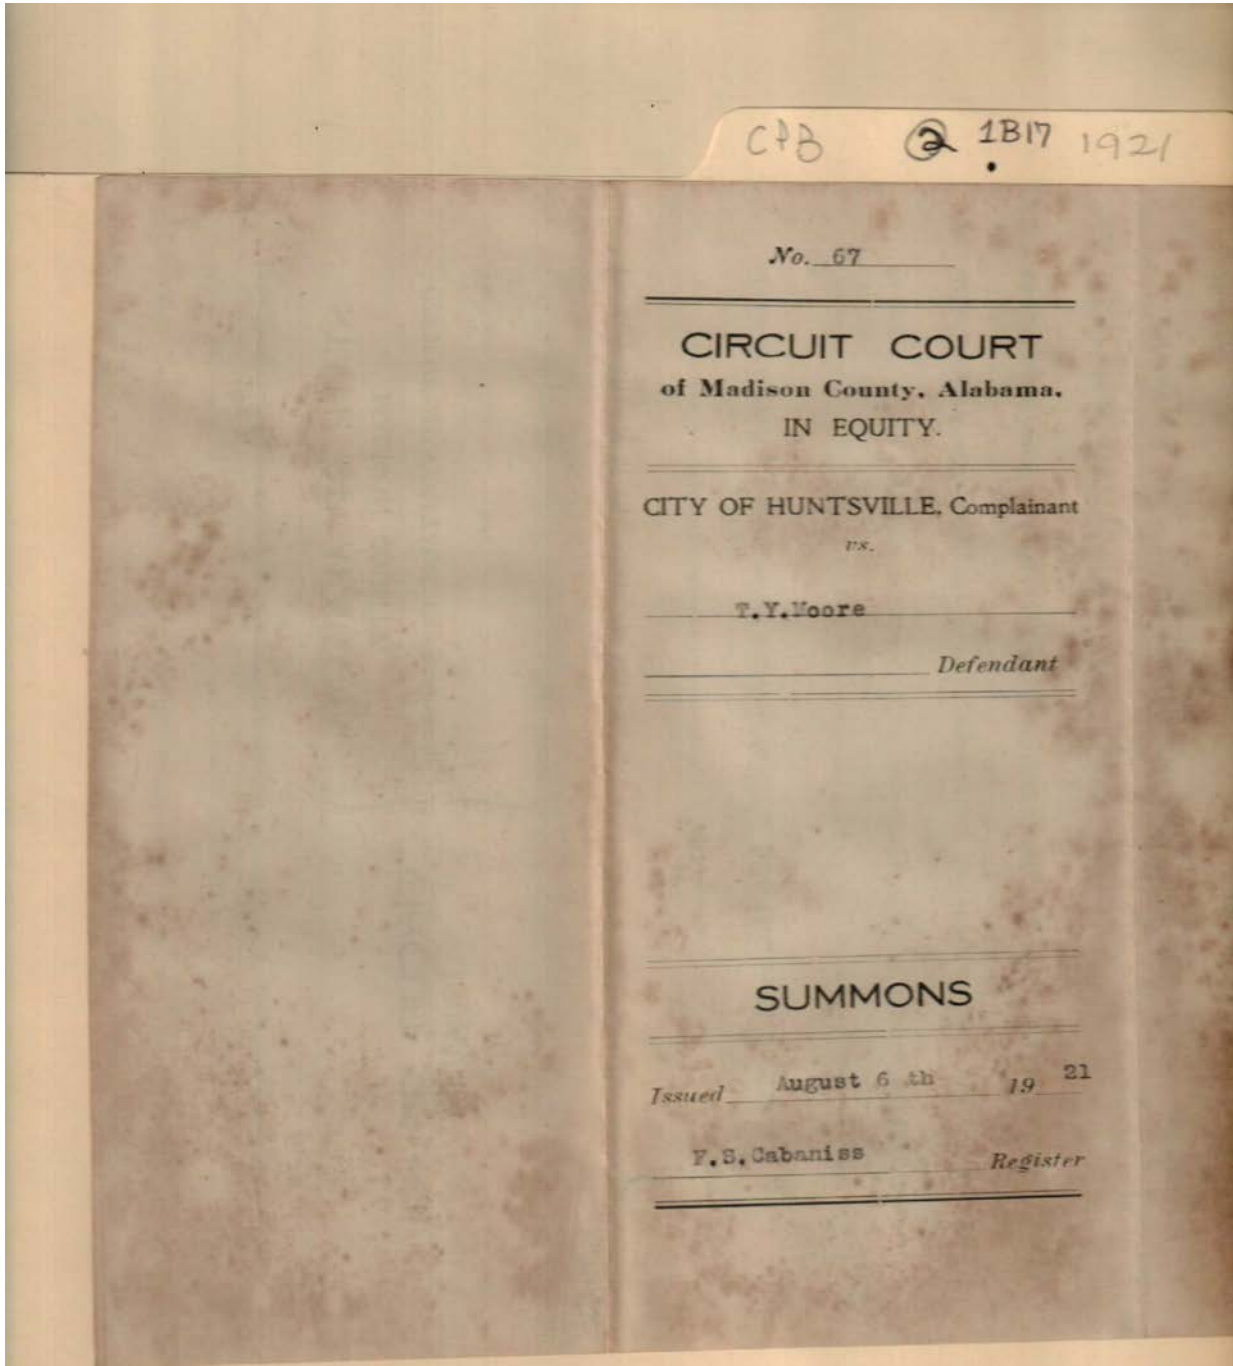 CPB 2 1B17 1921
No. 67
CIRCUIT COURT
of Madison County, Alabama.
IN EQUITY.
CITY OF HUNTSVILLE, Complainant
vs.
T.Y.Moore
Defendant
SUMMONS
Issued August 6 th 19 21
F.S.Cabaniss Register